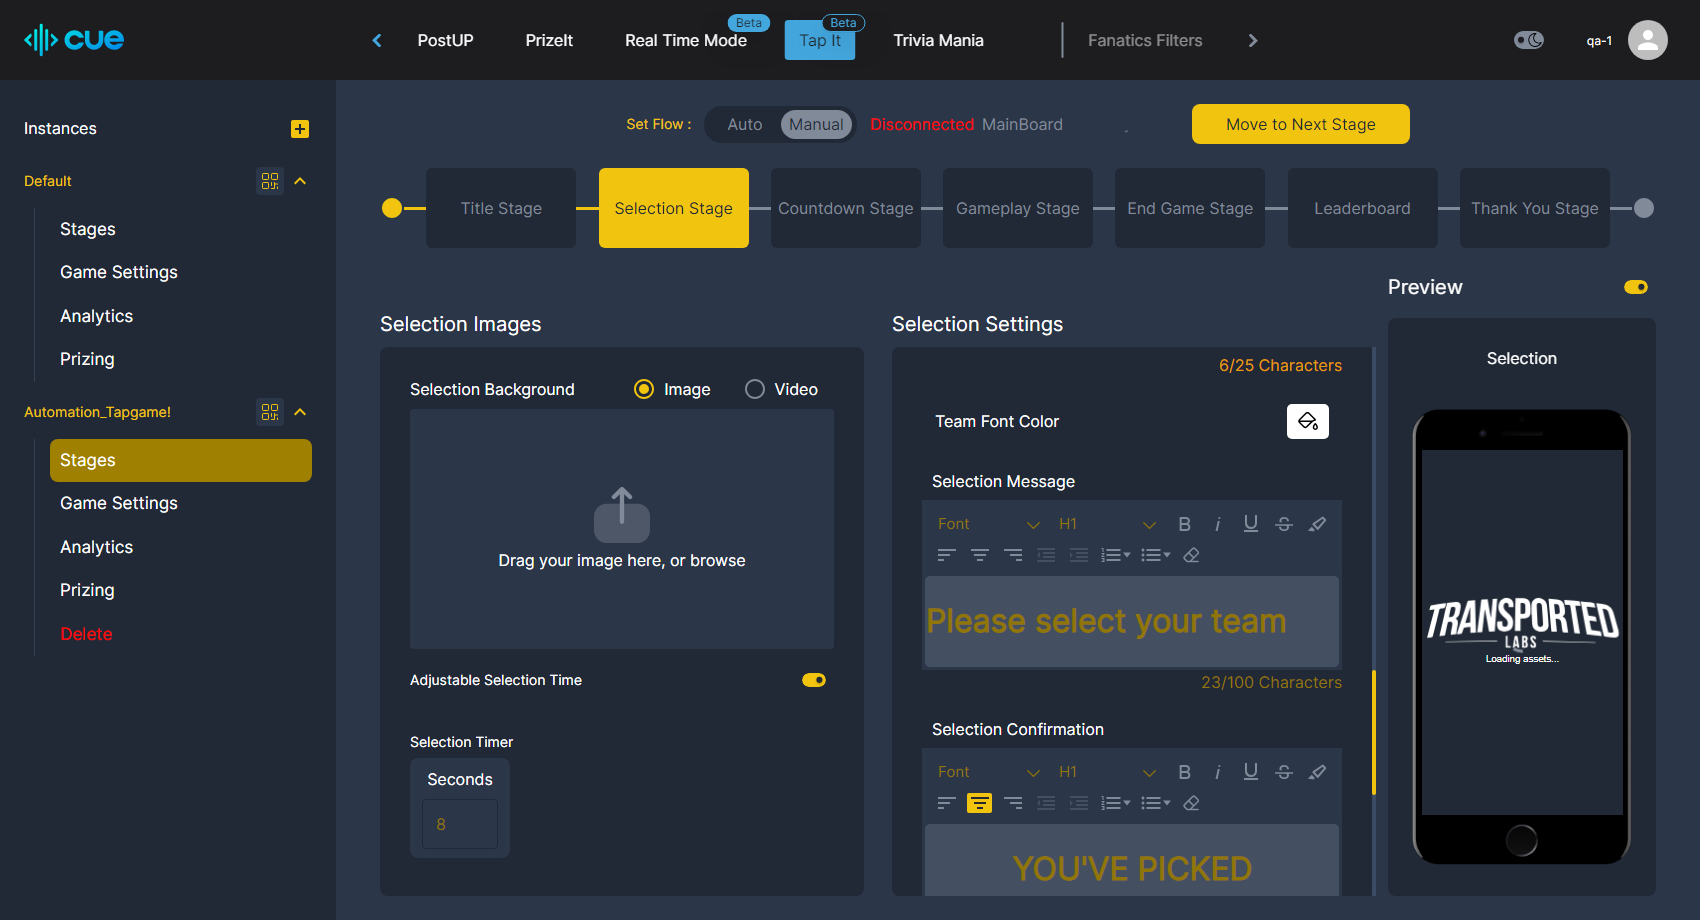 cue
PostUP
PrizeIt
Real Time Mode
Beta
Tap It
Beta
Trivia Mania
Fanatics Filters
qa-1
Instances
Default
Stages
Game Settings
Analytics
Prizing
Automation_Tapgame!
Stages
Game Settings
Analytics
Prizing
Delete
Set Flow :
Auto
Manual
Disconnected MainBoard
Move to Next Stage
Title Stage
Selection Stage
Countdown Stage
Gameplay Stage
End Game Stage
Leaderboard
Thank You Stage
Selection Images
Selection Background
Image
Video
Drag your image here, or browse
Adjustable Selection Time
Selection Timer
Seconds
8
Selection Settings
6/25 Characters
Team Font Color
Selection Message
Font
H1
B
i
U
S
Please select your team
23/100 Characters
Selection Confirmation
Font
H1
B
i
U
S
YOU'VE PICKED
Preview
Selection
TRANSPORTED
LABS
Loading assets...